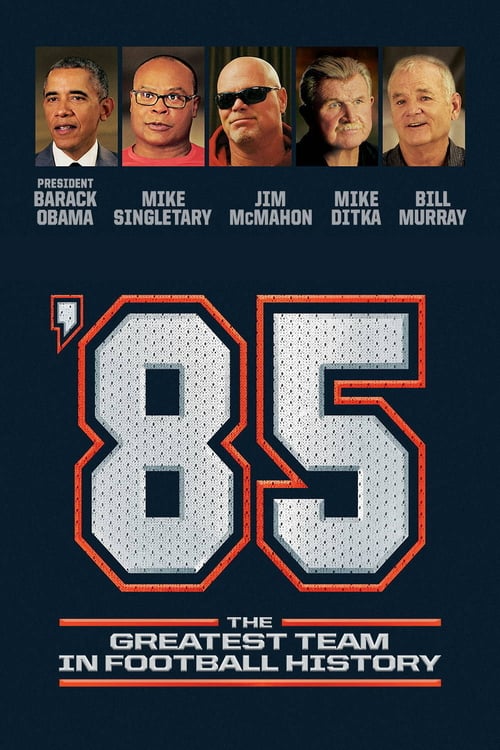 PRESIDENT
BARACK
OBAMA
MIKE
SINGLETARY
JIM
McMAHON
MIKE
DITKA
BILL
MURRAY
'85
THE
GREATEST TEAM
IN FOOTBALL HISTORY